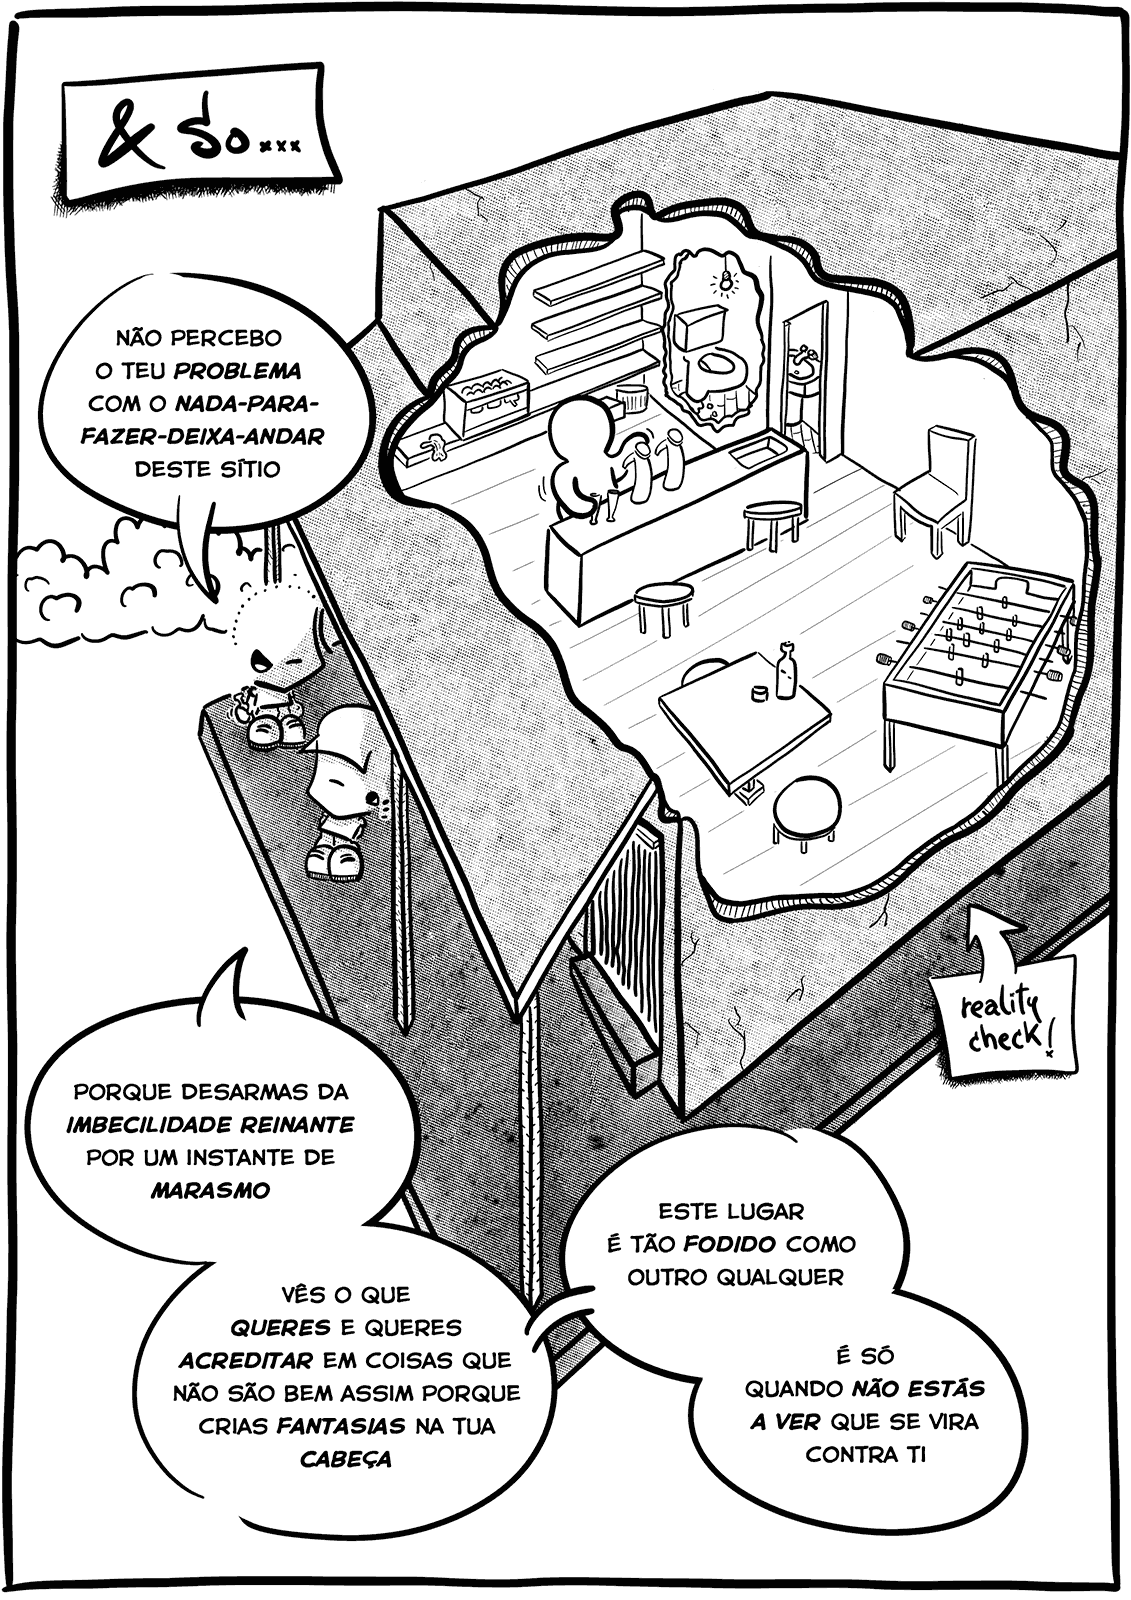 & so...
NÃO PERCEBO
O TEU PROBLEMA
COM O NADA-PARA-
FAZER-DEIXA-ANDAR
DESTE SÍTIO
reality
check!
PORQUE DESARMAS DA
IMBECILIDADE REINANTE
POR UM INSTANTE DE
MARASMO
VÊS O QUE
QUERES E QUERES
ACREDITAR EM COISAS QUE
NÃO SÃO BEM ASSIM PORQUE
CRIAS FANTASIAS NA TUA
CABEÇA
ESTE LUGAR
É TÃO FODIDO COMO
OUTRO QUALQUER
É SÓ
QUANDO NÃO ESTÁS
A VER QUE SE VIRA
CONTRA TI